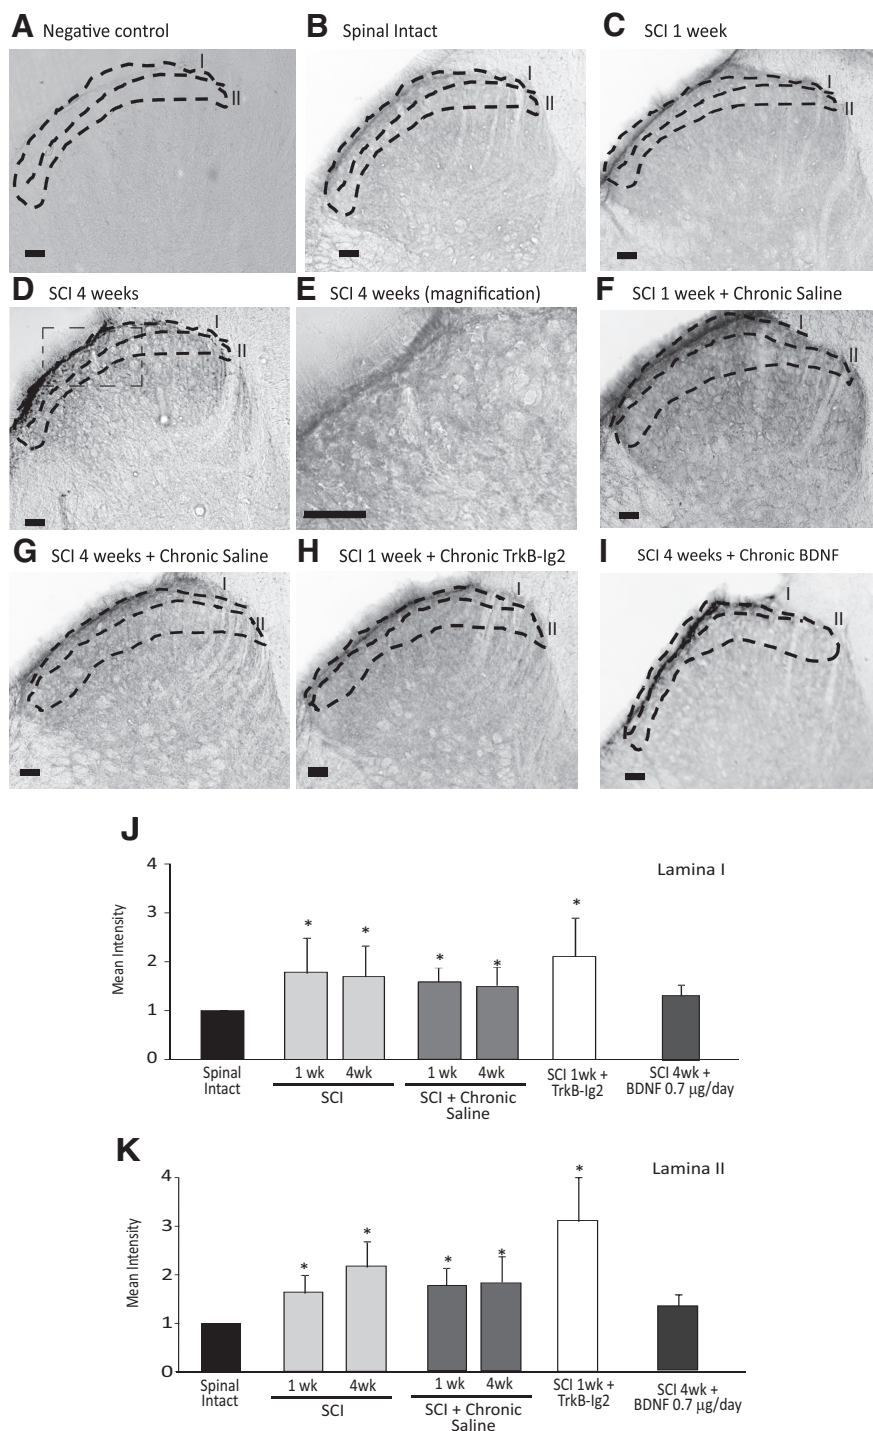 A Negative control
B Spinal Intact
C SCI 1 week
I
II
I
II
I
II
D SCI 4 weeks
E SCI 4 weeks (magnification)
F SCI 1 week + Chronic Saline
I
II
I
II
G SCI 4 weeks + Chronic Saline
H SCI 1 week + Chronic TrkB-Ig2
I SCI 4 weeks + Chronic BDNF
I
II
I
II
I
II
J
Lamina I
Mean Intensity
4
3
2
1
0
* * * * *
Spinal Intact
1 wk 4wk
SCI
1 wk 4wk
SCI + Chronic
Saline
SCI 1wk +
TrkB-Ig2
SCI 4wk +
BDNF 0.7 µg/day
K
Lamina II
Mean Intensity
4
3
2
1
0
* * * * *
Spinal
Intact
1 wk 4wk
SCI
1 wk 4wk
SCI + Chronic
Saline
SCI 1wk +
TrkB-Ig2
SCI 4wk +
BDNF 0.7 µg/day